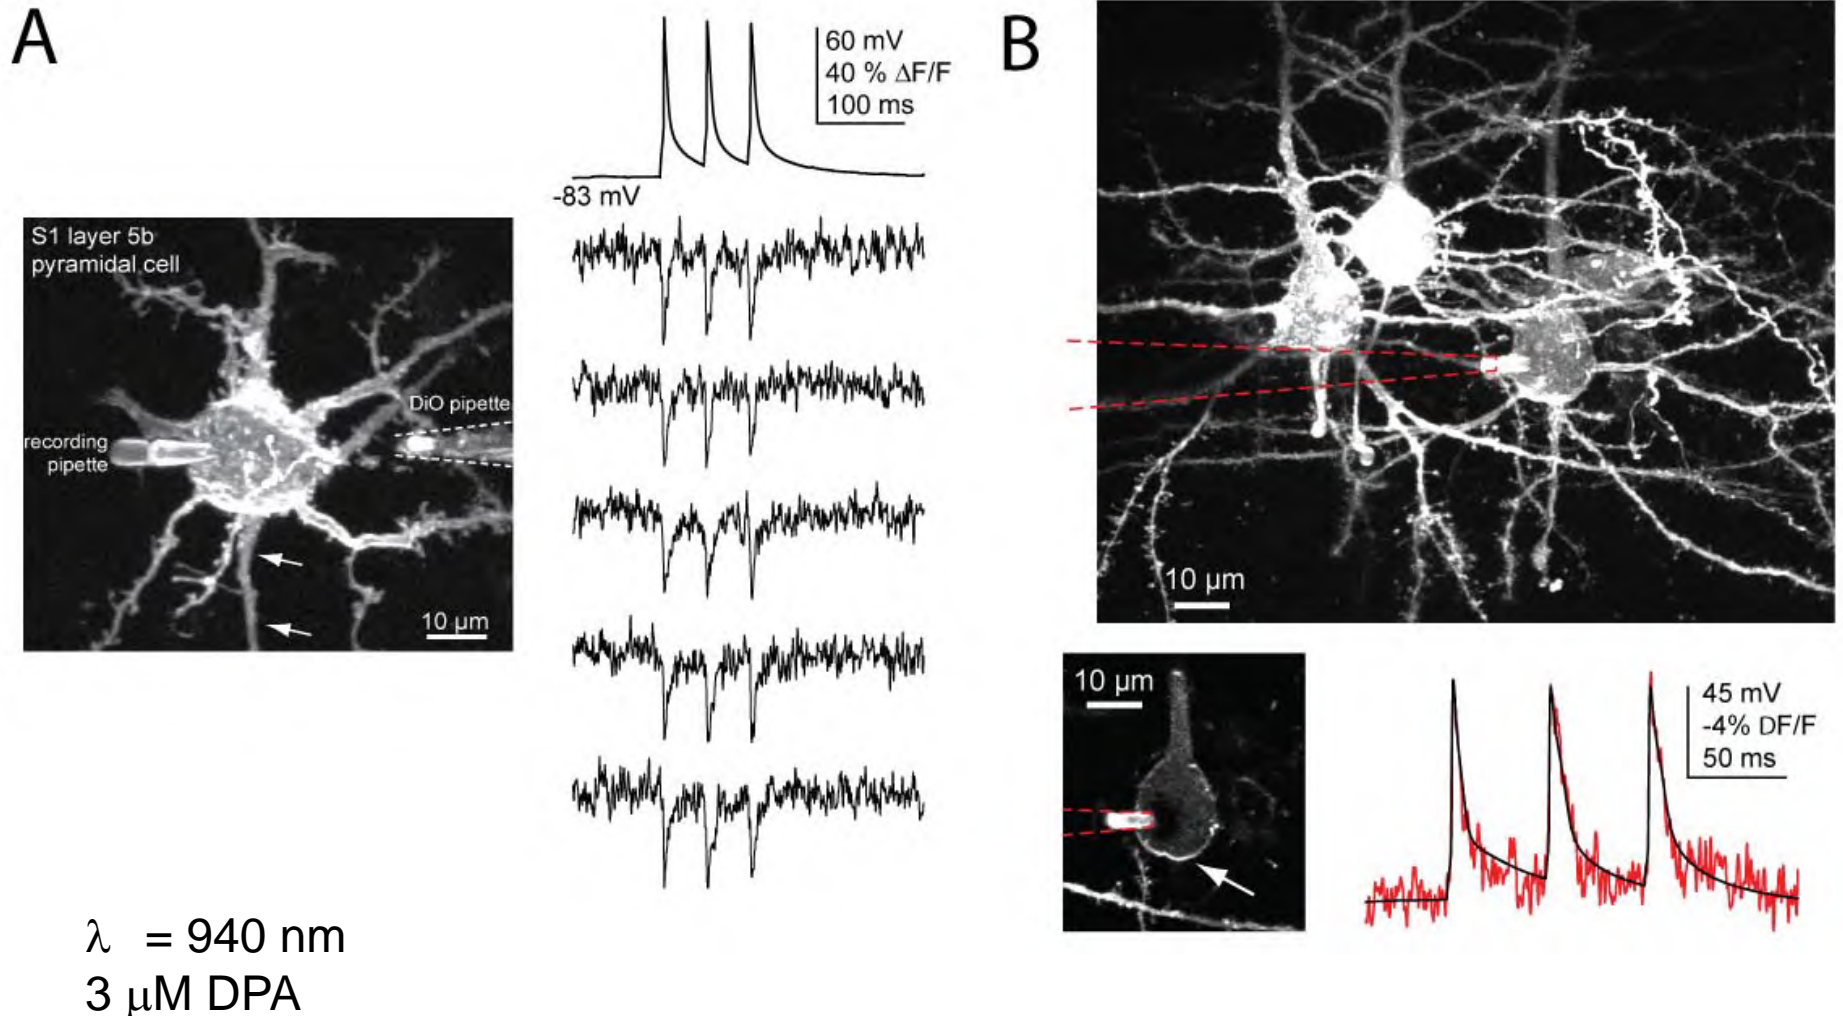 A
60 mV
40 % ΔF/F
100 ms
-83 mV
S1 layer 5b
pyramidal cell
DiO pipette
recording
pipette
10 µm
λ = 940 nm
3 µM DPA
B
10 µm
10 µm
45 mV
-4% DF/F
50 ms